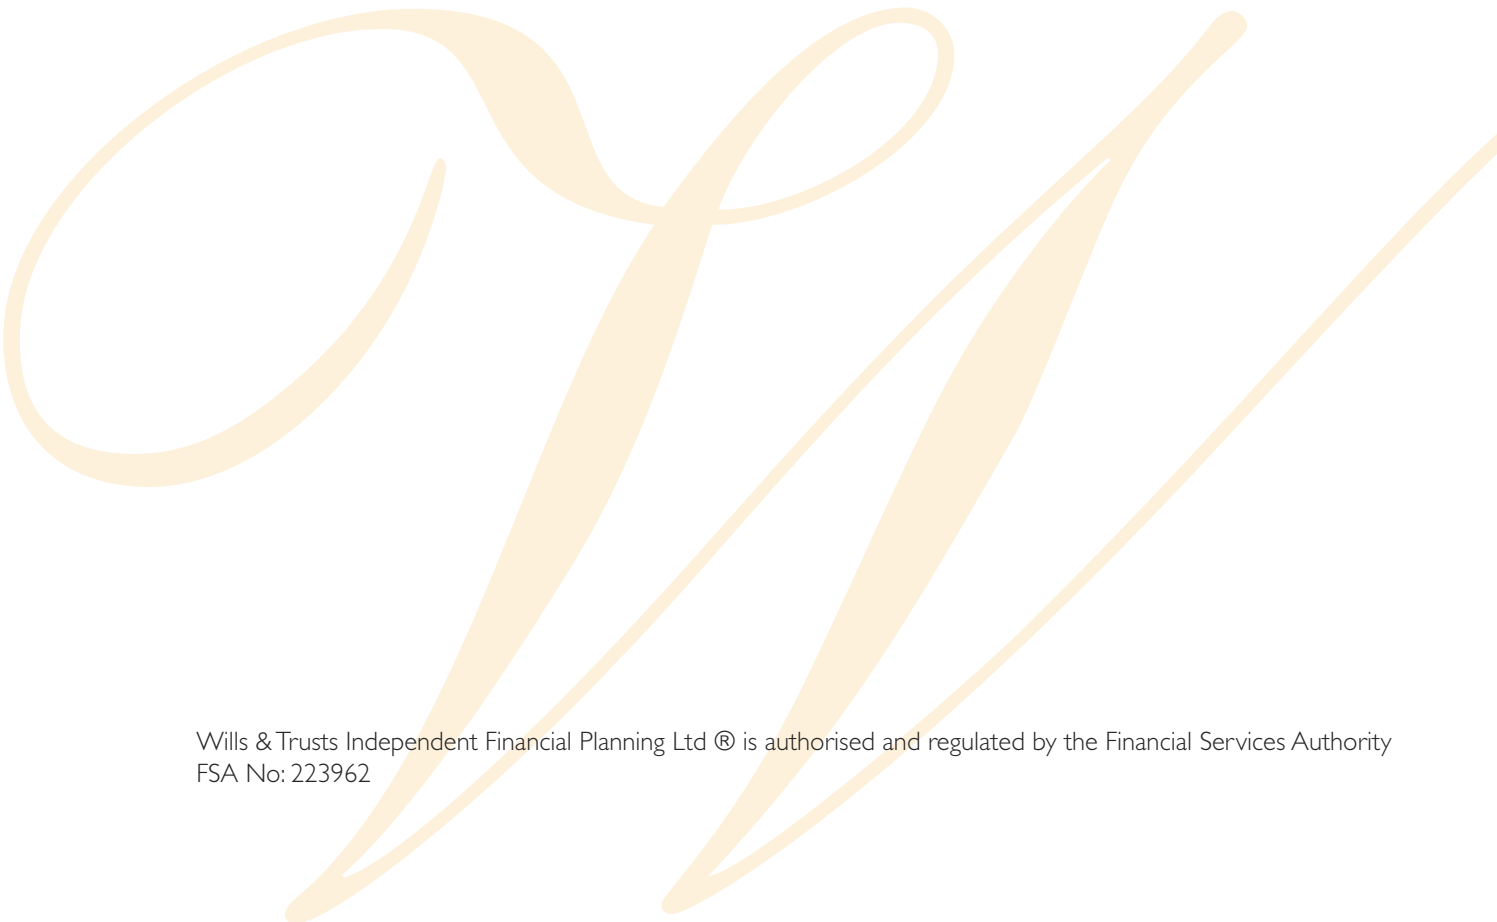 Wills & Trusts Independent Financial Planning Ltd ® is authorised and regulated by the Financial Services Authority
FSA No: 223962